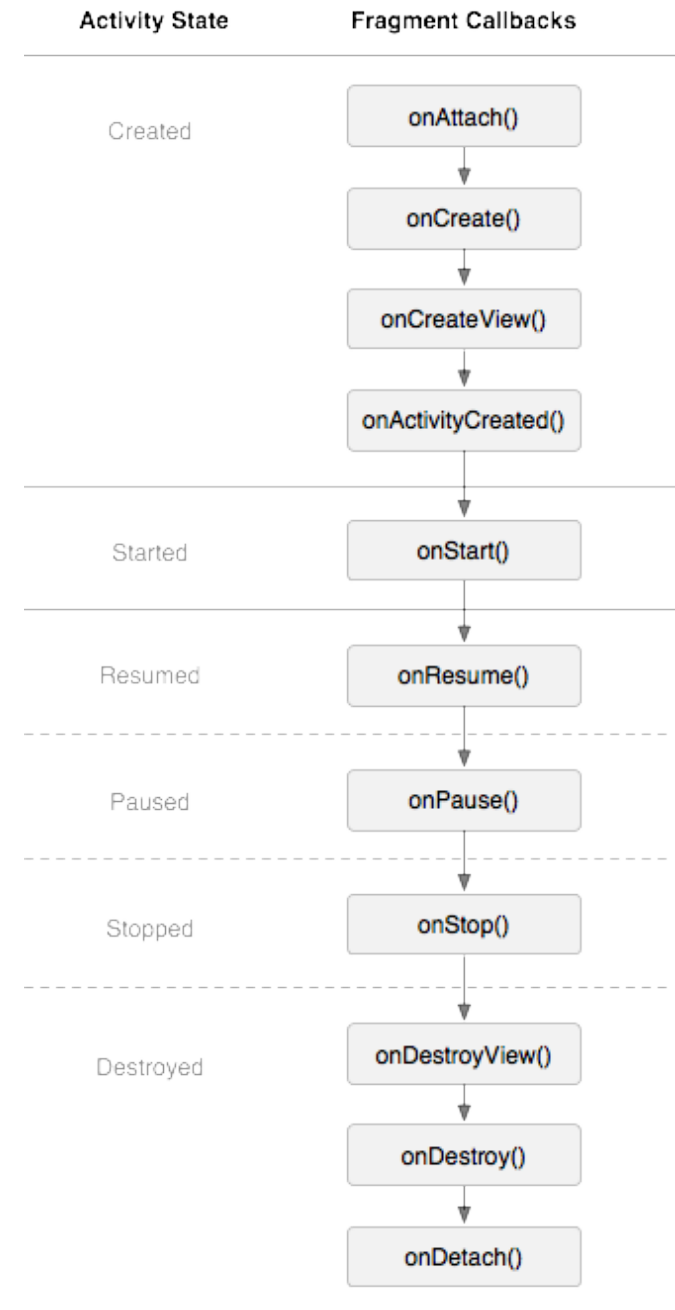 Activity State Fragment Callbacks
Created
onAttach()
onCreate()
onCreateView()
onActivityCreated()
Started onStart()
Resumed onResume()
Paused onPause()
Stopped onStop()
Destroyed onDestroyView()
onDestroy()
onDetach()